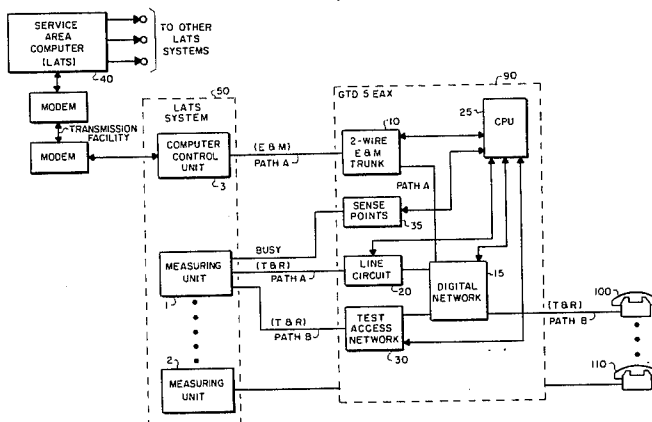 SERVICE
AREA
COMPUTER
(LATS)
40
TO OTHER
LATS
SYSTEMS
MODEM
TRANSMISSION
FACILITY
MODEM
50
LATS
SYSTEM
COMPUTER
CONTROL
UNIT
3
(E & M)
PATH A
90
GTD 5 EAX
10
2-WIRE
E & M
TRUNK
25
CPU
PATH A
SENSE
POINTS
35
BUSY
MEASURING
UNIT
1
(T & R)
PATH A
LINE
CIRCUIT
20
DIGITAL
NETWORK
15
(T & R)
PATH B
TEST
ACCESS
NETWORK
30
(T & R)
PATH B
100
110
2
MEASURING
UNIT